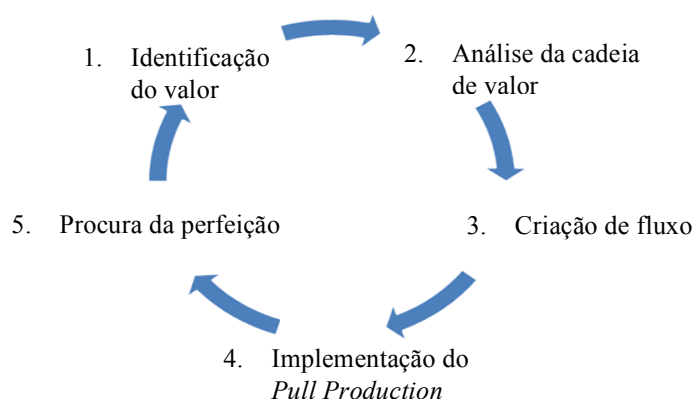 1. Identificação
do valor
2. Análise da cadeia
de valor
3. Criação de fluxo
4. Implementação do
Pull Production
5. Procura da perfeição